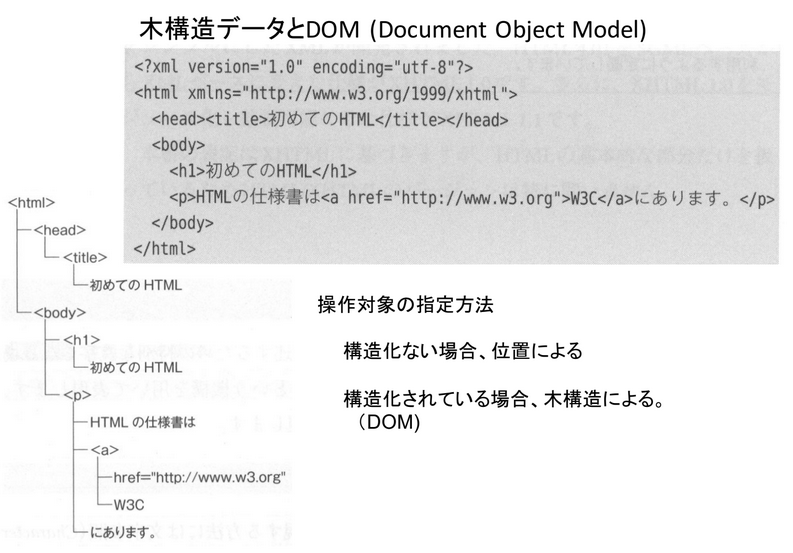 木構造データとDOM (Document Object Model)
<?xml version="1.0" encoding="utf-8"?>
<html xmlns="http://www.w3.org/1999/xhtml">
<head><title>初めてのHTML</title></head>
<body>
<h1>初めてのHTML</h1>
<p>HTMLの仕様書は<a href="http://www.w3.org">W3C</a>にあります。</p>
</body>
</html>
<html>
<head>
<title>
初めての HTML
<body>
<h1>
初めての HTML
<p>
HTML の仕様書は
<a>
href="http://www.w3.org"
W3C
にあります。
操作対象の指定方法
構造化ない場合、位置による
構造化されている場合、木構造による。
（DOM)